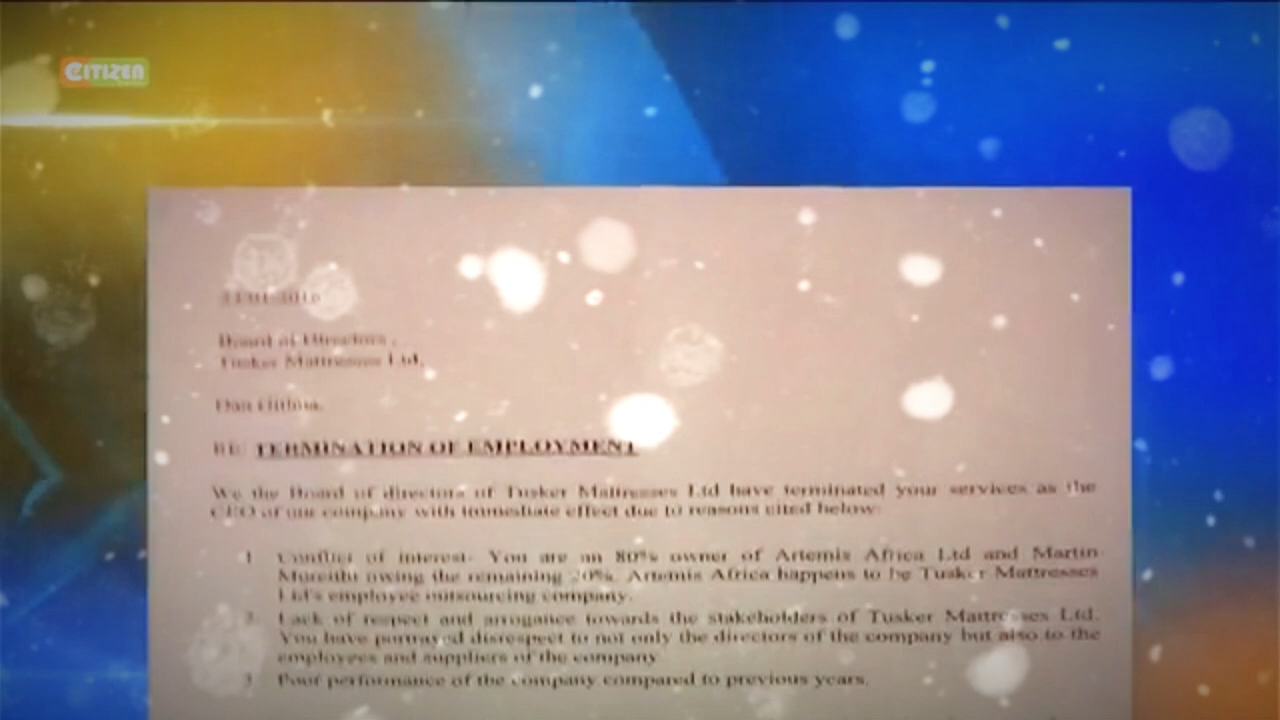 CITIZEN
Board of Directors,
Tusker Mattresses Ltd,
Dan Githua,
RE: TERMINATION OF EMPLOYMENT
We the Board of directors of Tusker Mattresses Ltd have terminated your services as the
CEO of our company with immediate effect due to reasons cited below:
1 Conflict of interest- You are an 80% owner of Artemis Africa Ltd and Martin
Mureithi owing the remaining 20%. Artemis Africa happens to be Tusker Mattresses
Ltd's employee outsourcing company.
2 Lack of respect and arrogance towards the stakeholders of Tusker Mattresses Ltd.
You have portrayed disrespect to not only the directors of the company but also to the
employees and suppliers of the company
3 Poor performance of the company compared to previous years.